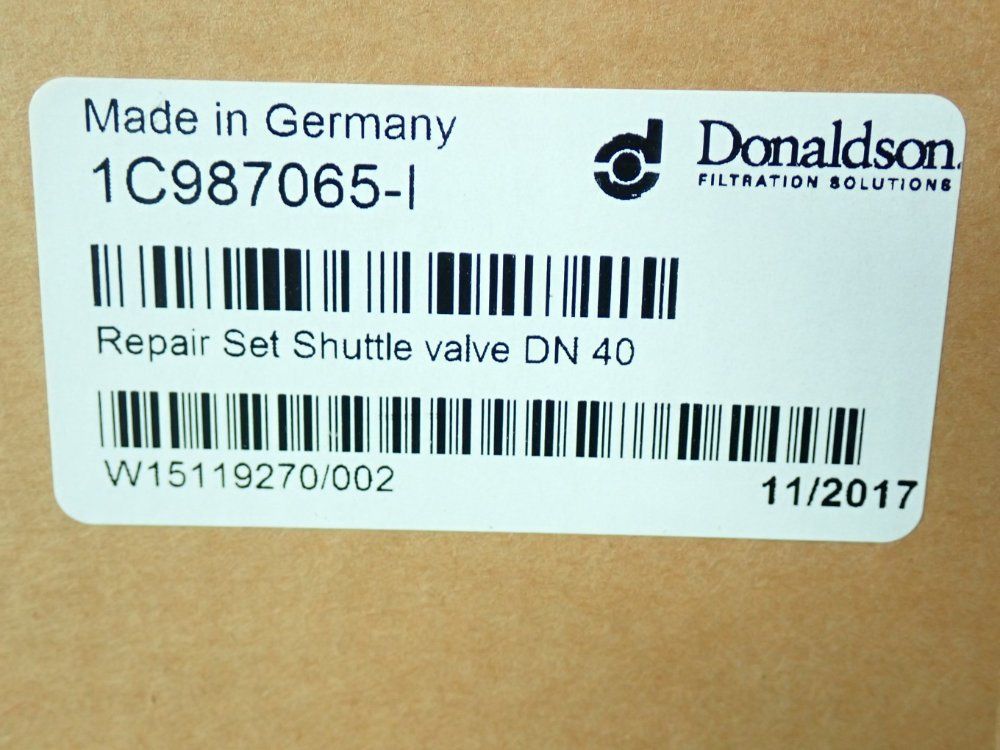 Made in Germany
1C987065-I
Donaldson.
FILTRATION SOLUTIONS
Repair Set Shuttle valve DN 40
W15119270/002
11/2017